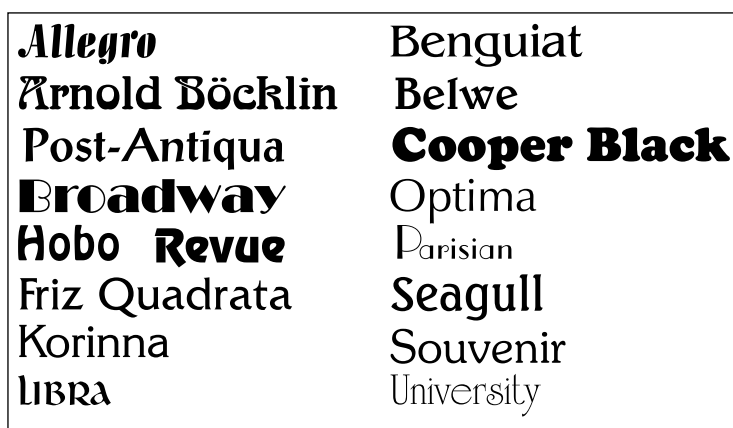 Allegro
Arnold Böcklin
Post-Antiqua
Broadway
Hobo Revue
Friz Quadrata
Korinna
LIBRA
Benguiat
Belwe
Cooper Black
Optima
Parisian
Seagull
Souvenir
University